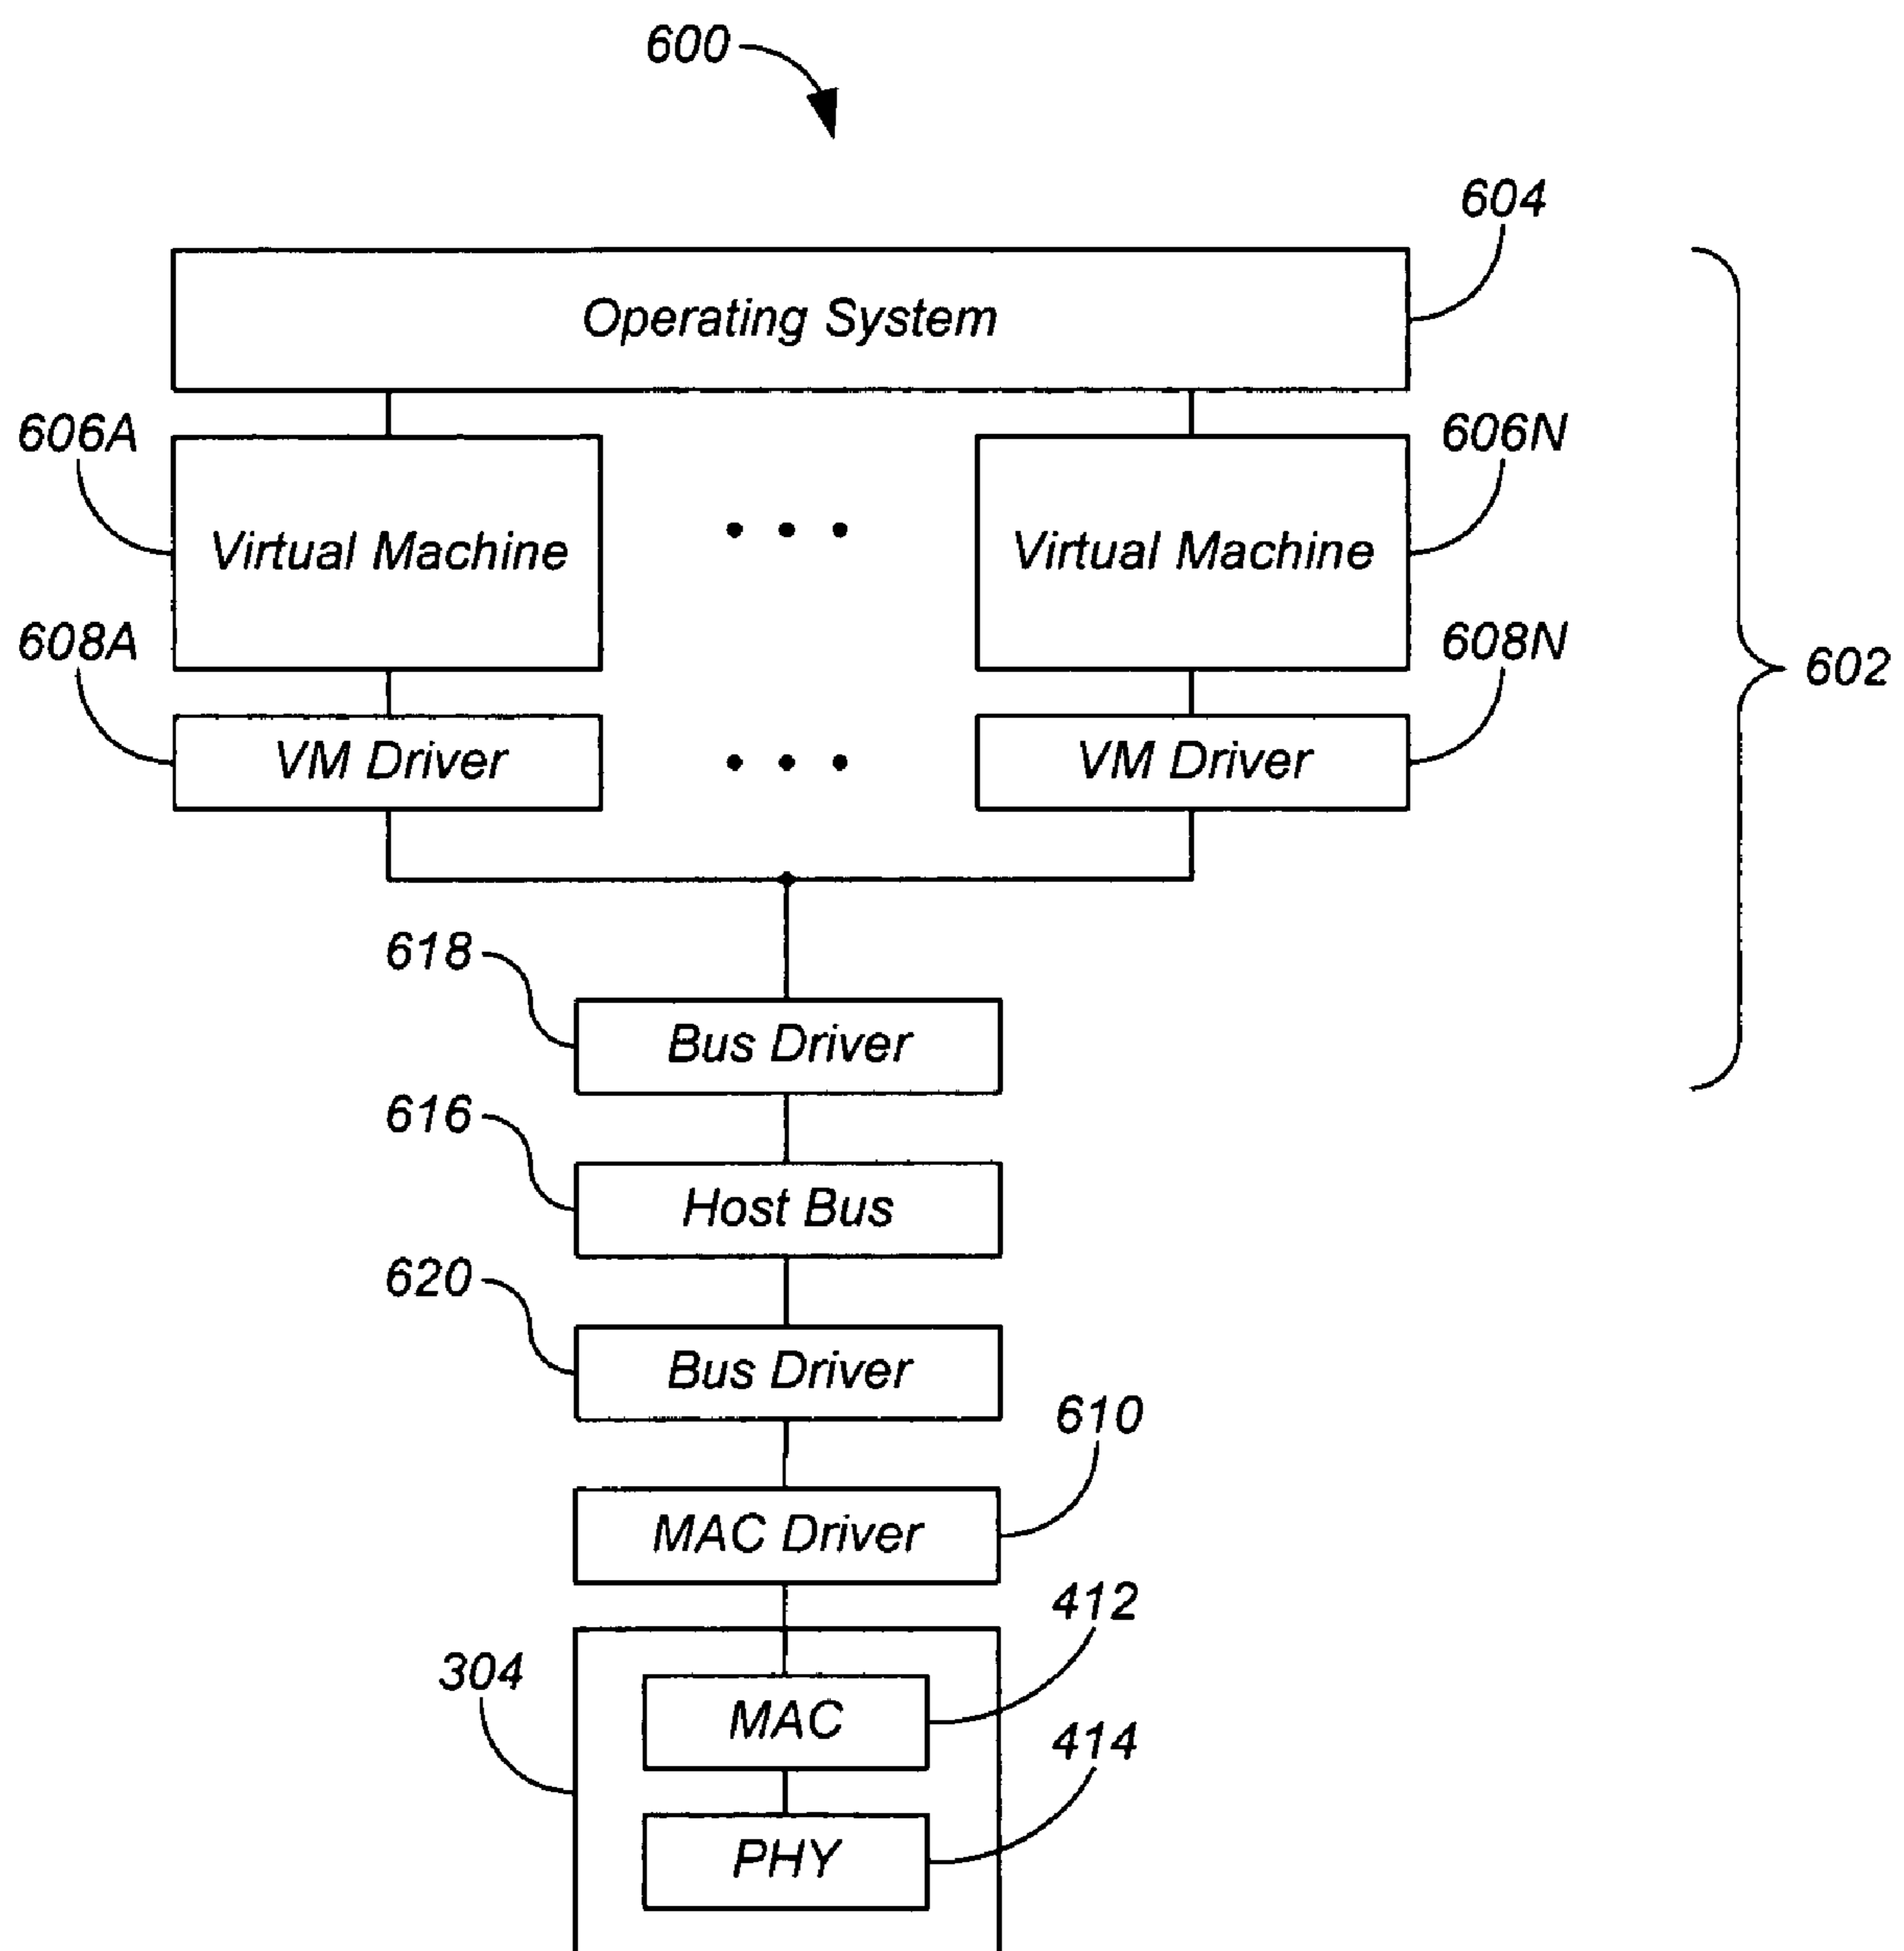 600
604
Operating System
606A
606N
Virtual Machine
Virtual Machine
608A
608N
602
VM Driver
VM Driver
618
Bus Driver
616
Host Bus
620
Bus Driver
610
MAC Driver
412
304
MAC
414
PHY